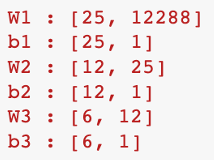 W1 : [25, 12288]
b1 : [25, 1]
W2 : [12, 25]
b2 : [12, 1]
W3 : [6, 12]
b3 : [6, 1]